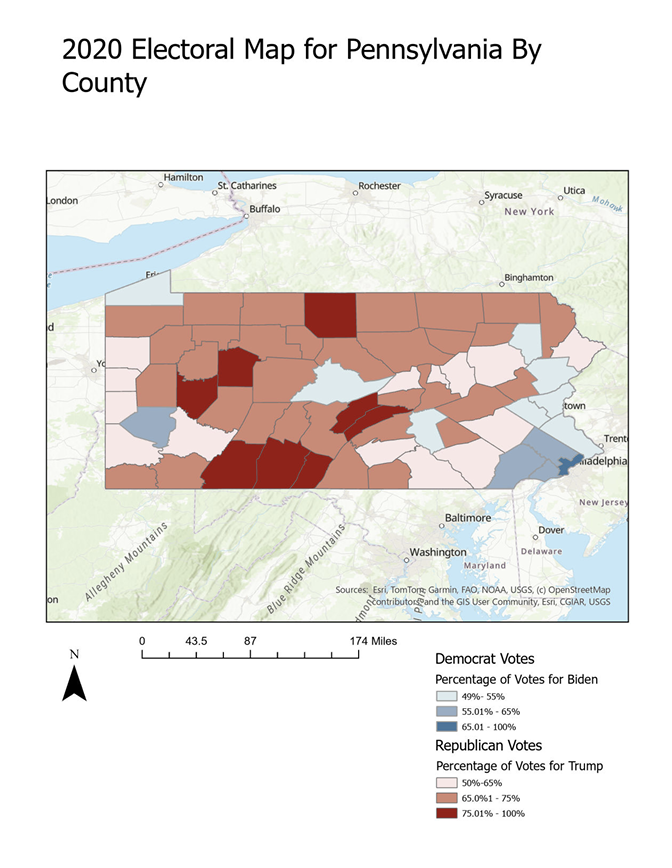 2020 Electoral Map for Pennsylvania By
County
Hamilton
St. Catharines
Rochester
Syracuse
Utica
London
Buffalo
New York
Mohawk
Binghamton
town
Trent
iladelphia
New Jersey
Baltimore
Dover
Washington
Delaware
Maryland
Allegheny Mountains
Blue Ridge Mountains
Sources: Esri, TomTom, Garmin, FAO, NOAA, USGS, (c) OpenStreetMap
contributors, and the GIS User Community, Esri, CGIAR, USGS
N
0 43.5 87 174 Miles
Democrat Votes
Percentage of Votes for Biden
49%- 55%
55.01% - 65%
65.01 - 100%
Republican Votes
Percentage of Votes for Trump
50%-65%
65.0%1 - 75%
75.01% - 100%